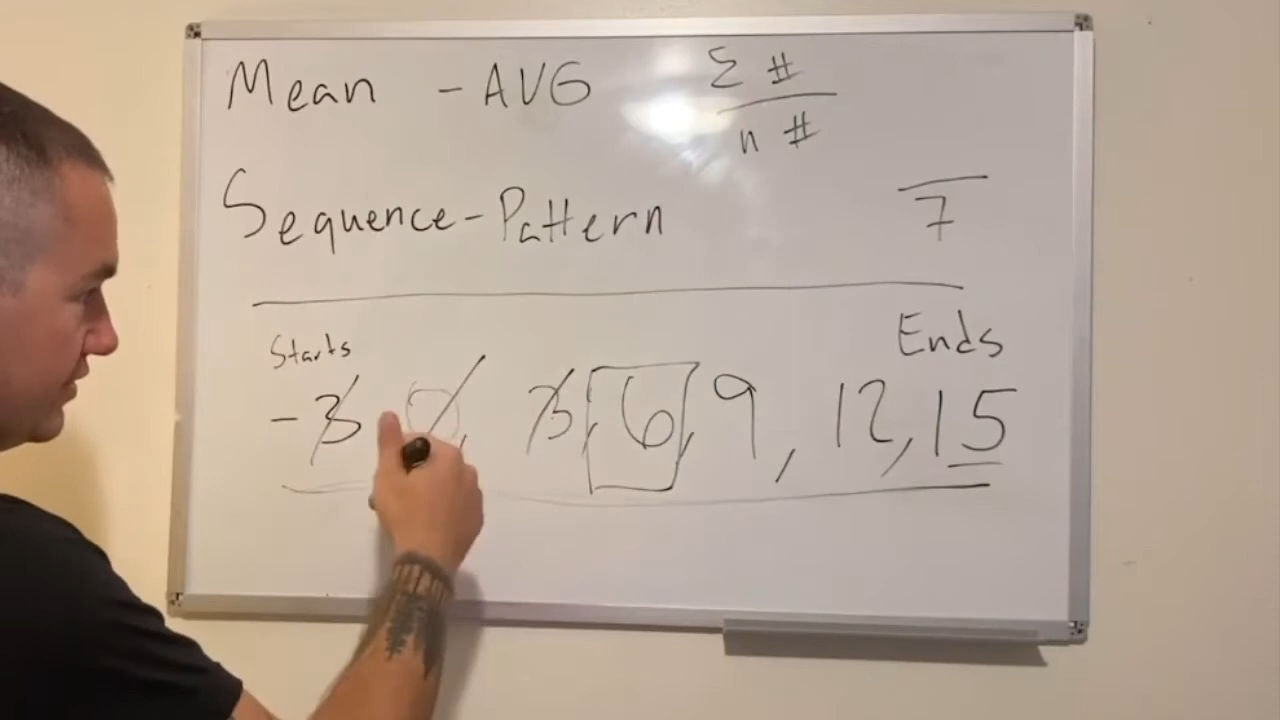 Mean - AVG Σ #
n #
Sequence - Pattern 7
Starts Ends
-3 0, 3, 6, 9, 12, 15